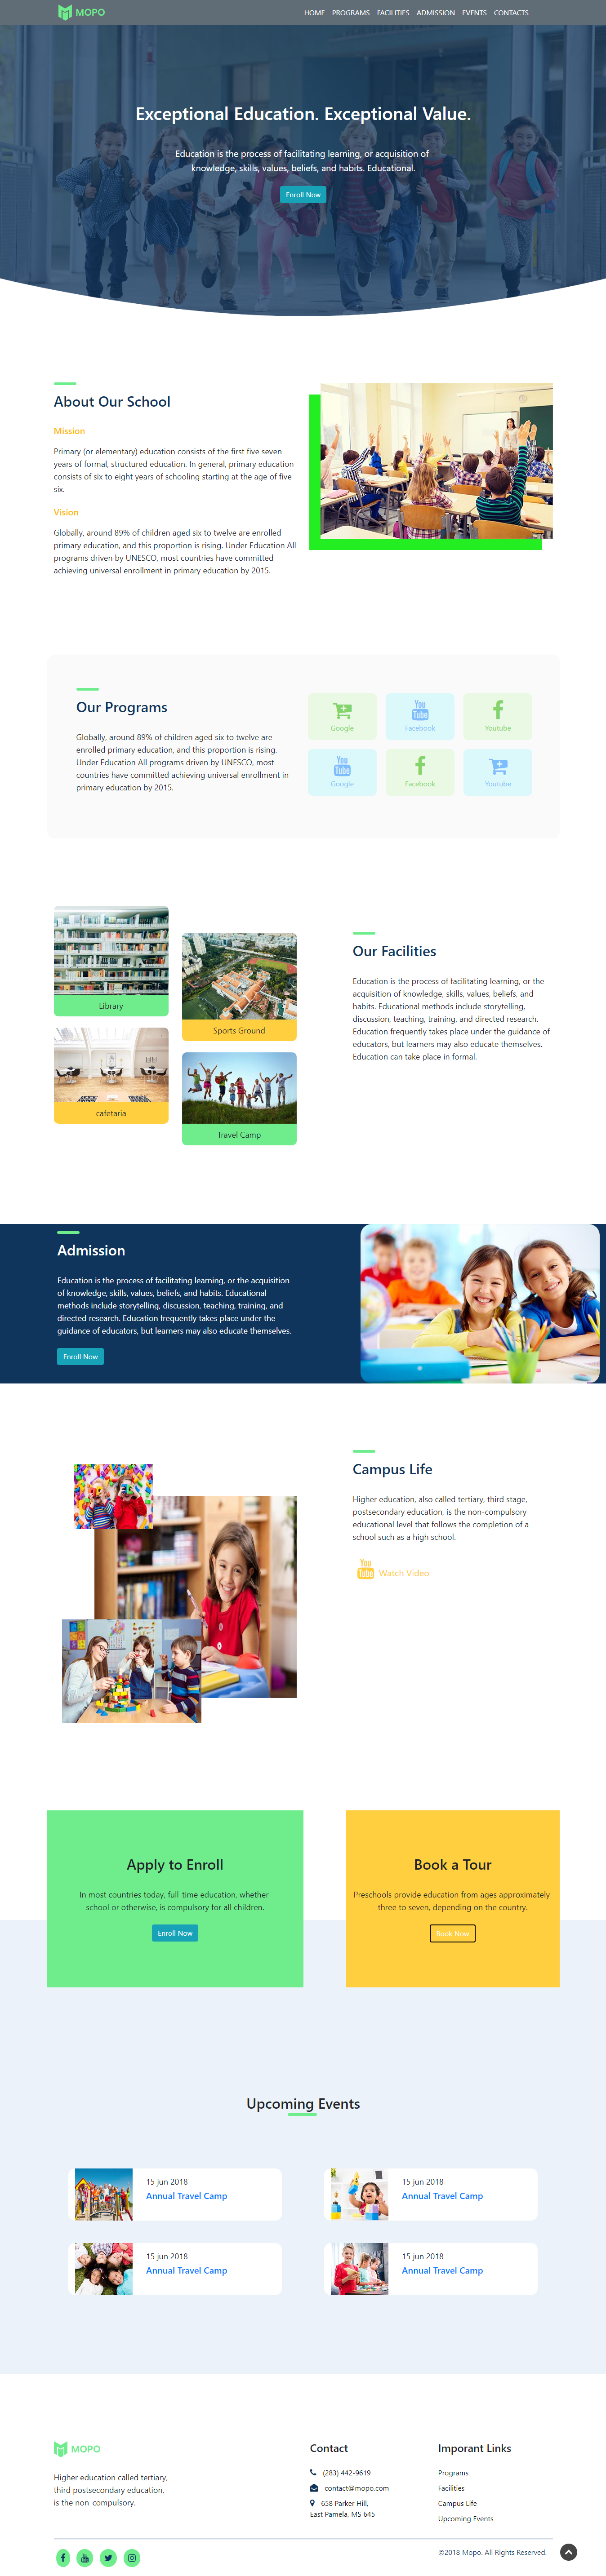 MOPO
HOME PROGRAMS FACILITIES ADMISSION EVENTS CONTACTS
Exceptional Education. Exceptional Value.
Education is the process of facilitating learning, or acquisition of
knowledge, skills, values, beliefs, and habits. Educational.
Enroll Now
About Our School
Mission
Primary (or elementary) education consists of the first five seven
years of formal, structured education. In general, primary education
consists of six to eight years of schooling starting at the age of five
six.
Vision
Globally, around 89% of children aged six to twelve are enrolled
primary education, and this proportion is rising. Under Education All
programs driven by UNESCO, most countries have committed
achieving universal enrollment in primary education by 2015.
Our Programs
Globally, around 89% of children aged six to twelve are
enrolled primary education, and this proportion is rising.
Under Education All programs driven by UNESCO, most
countries have committed achieving universal enrollment in
primary education by 2015.
Google
You Tube
Facebook
Youtube
You Tube
Google
Facebook
Youtube
Library
Sports Ground
cafetaria
Travel Camp
Our Facilities
Education is the process of facilitating learning, or the
acquisition of knowledge, skills, values, beliefs, and
habits. Educational methods include storytelling,
discussion, teaching, training, and directed research.
Education frequently takes place under the guidance of
educators, but learners may also educate themselves.
Education can take place in formal.
Admission
Education is the process of facilitating learning, or the acquisition
of knowledge, skills, values, beliefs, and habits. Educational
methods include storytelling, discussion, teaching, training, and
directed research. Education frequently takes place under the
guidance of educators, but learners may also educate themselves.
Enroll Now
Campus Life
Higher education, also called tertiary, third stage,
postsecondary education, is the non-compulsory
educational level that follows the completion of a
school such as a high school.
You Tube Watch Video
Apply to Enroll
In most countries today, full-time education, whether
school or otherwise, is compulsory for all children.
Enroll Now
Book a Tour
Preschools provide education from ages approximately
three to seven, depending on the country.
Book Now
Upcoming Events
15 jun 2018
Annual Travel Camp
15 jun 2018
Annual Travel Camp
15 jun 2018
Annual Travel Camp
15 jun 2018
Annual Travel Camp
MOPO
Higher education called tertiary,
third postsecondary education,
is the non-compulsory.
Contact
(283) 442-9619
contact@mopo.com
658 Parker Hill,
East Pamela, MS 645
Imporant Links
Programs
Facilities
Campus Life
Upcoming Events
©2018 Mopo. All Rights Reserved.